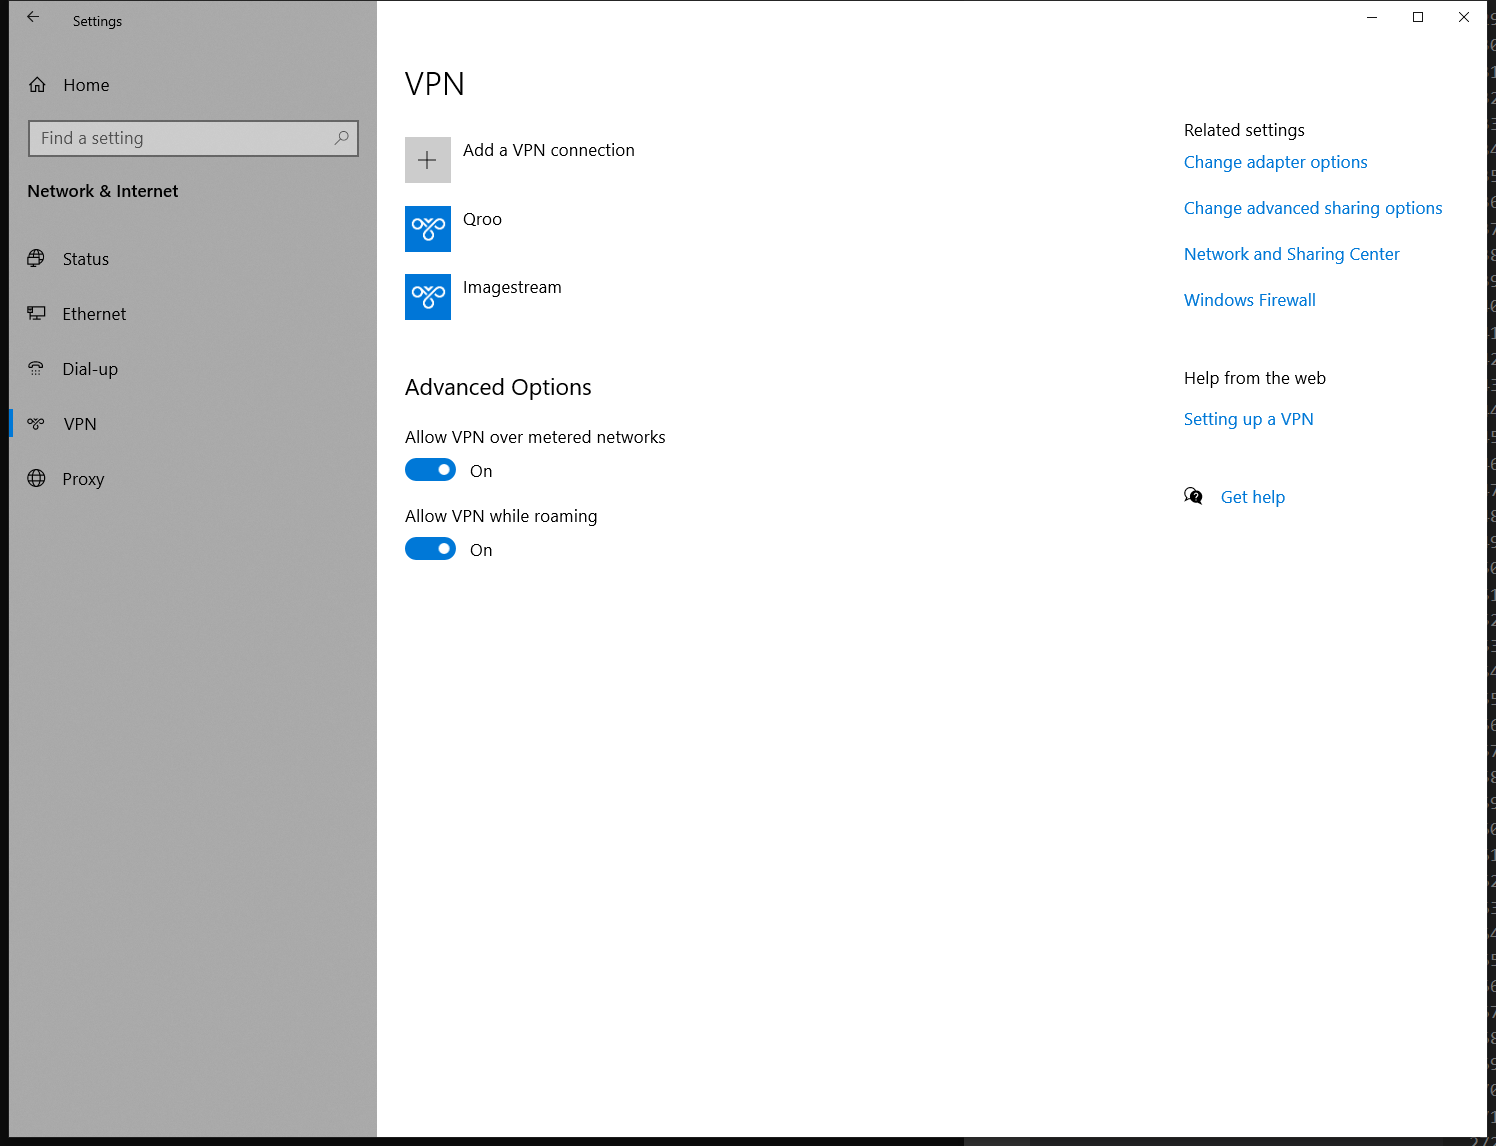 Settings
Home
Find a setting
Network & Internet
Status
Ethernet
Dial-up
VPN
Proxy
VPN
Add a VPN connection
Qroo
Imagestream
Advanced Options
Allow VPN over metered networks
On
Allow VPN while roaming
On
Related settings
Change adapter options
Change advanced sharing options
Network and Sharing Center
Windows Firewall
Help from the web
Setting up a VPN
Get help